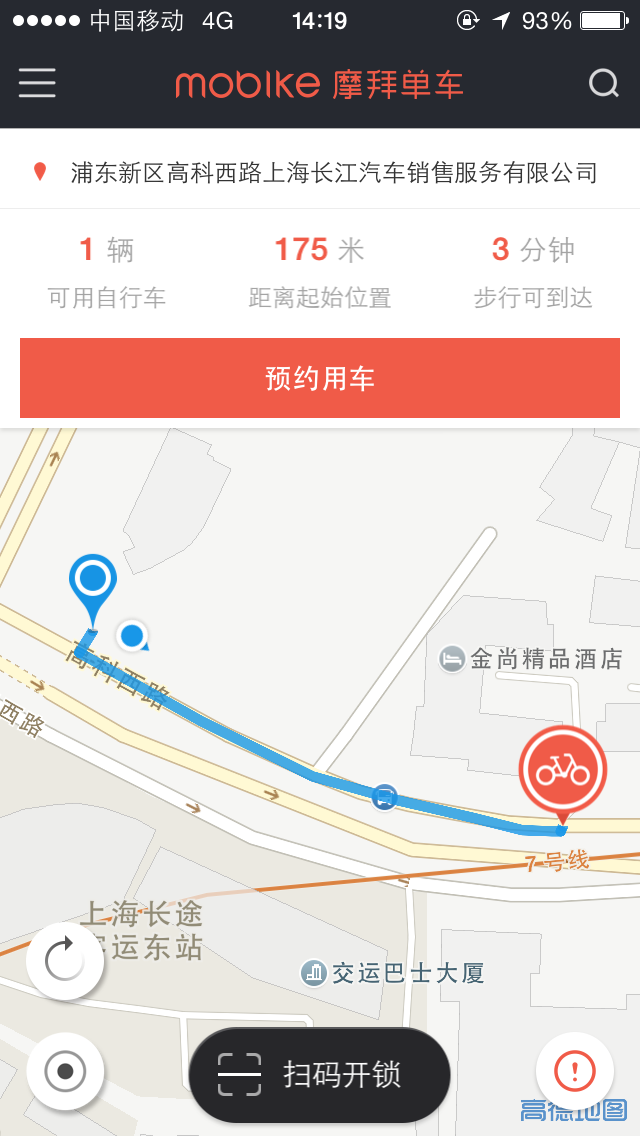 中国移动 4G 14:19 93%
mobike 摩拜单车
浦东新区高科西路上海长江汽车销售服务有限公司
1 辆 175 米 3 分钟
可用自行车 距离起始位置 步行可到达
预约用车
高科西路
金尚精品酒店
西路
7号线
上海长途
客运东站
交运巴士大厦
扫码开锁
高德地图